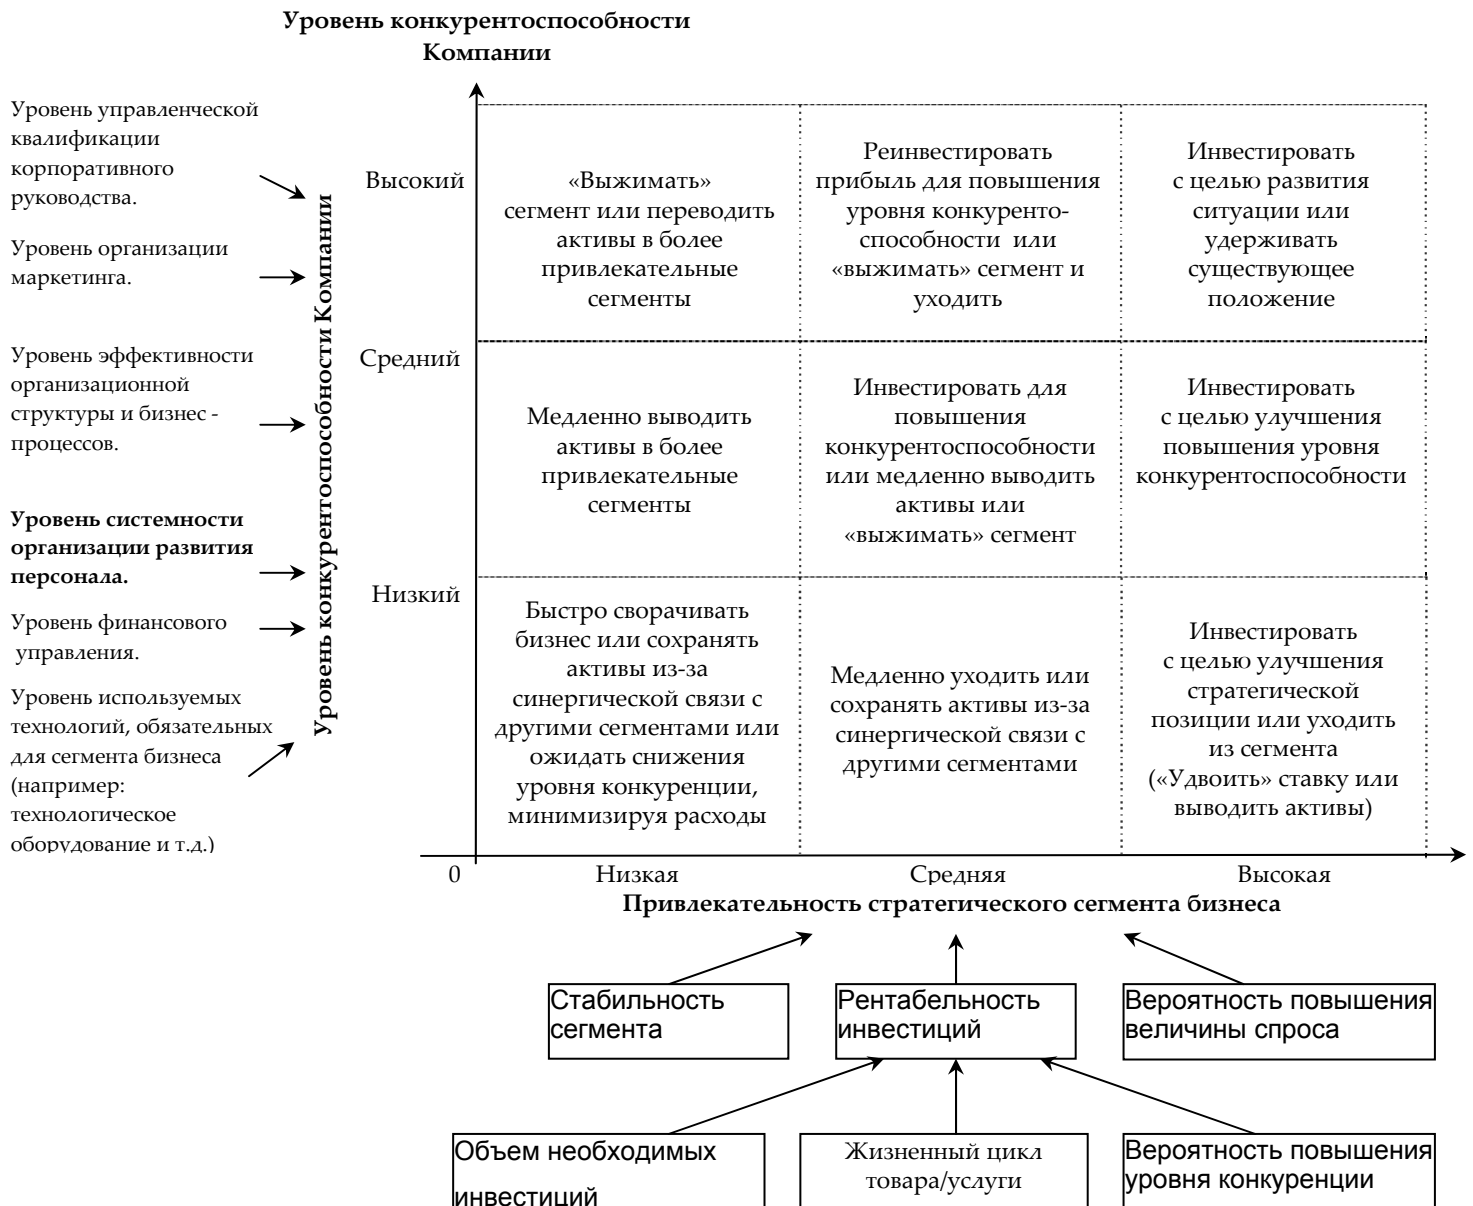 Уровень конкурентоспособности
Компании
Уровень управленческой
квалификации
корпоративного
руководства.
Уровень организации
маркетинга.
Уровень эффективности
организационной
структуры и бизнес -
процессов.
Уровень системности
организации развития
персонала.
Уровень финансового
управления.
Уровень используемых
технологий, обязательных
для сегмента бизнеса
(например:
технологическое
оборудование и т.д.)
Уровень конкурентоспособности Компании
Высокий
«Выжимать»
сегмент или переводить
активы в более
привлекательные
сегменты
Реинвестировать
прибыль для повышения
уровня конкуренто-
способности или
«выжимать» сегмент и
уходить
Инвестировать
с целью развития
ситуации или
удерживать
существующее
положение
Средний
Медленно выводить
активы в более
привлекательные
сегменты
Инвестировать для
повышения
конкурентоспособности
или медленно выводить
активы или
«выжимать» сегмент
Инвестировать
с целью улучшения
повышения уровня
конкурентоспособности
Низкий
Быстро сворачивать
бизнес или сохранять
активы из-за
синергической связи с
другими сегментами или
ожидать снижения
уровня конкуренции,
минимизируя расходы
Медленно уходить или
сохранять активы из-за
синергической связи с
другими сегментами
Инвестировать
с целью улучшения
стратегической
позиции или уходить
из сегмента
(«Удвоить» ставку или
выводить активы)
0 Низкая Средняя Высокая
Привлекательность стратегического сегмента бизнеса
Стабильность
сегмента
Рентабельность
инвестиций
Вероятность повышения
величины спроса
Объем необходимых
инвестиций
Жизненный цикл
товара/услуги
Вероятность повышения
уровня конкуренции